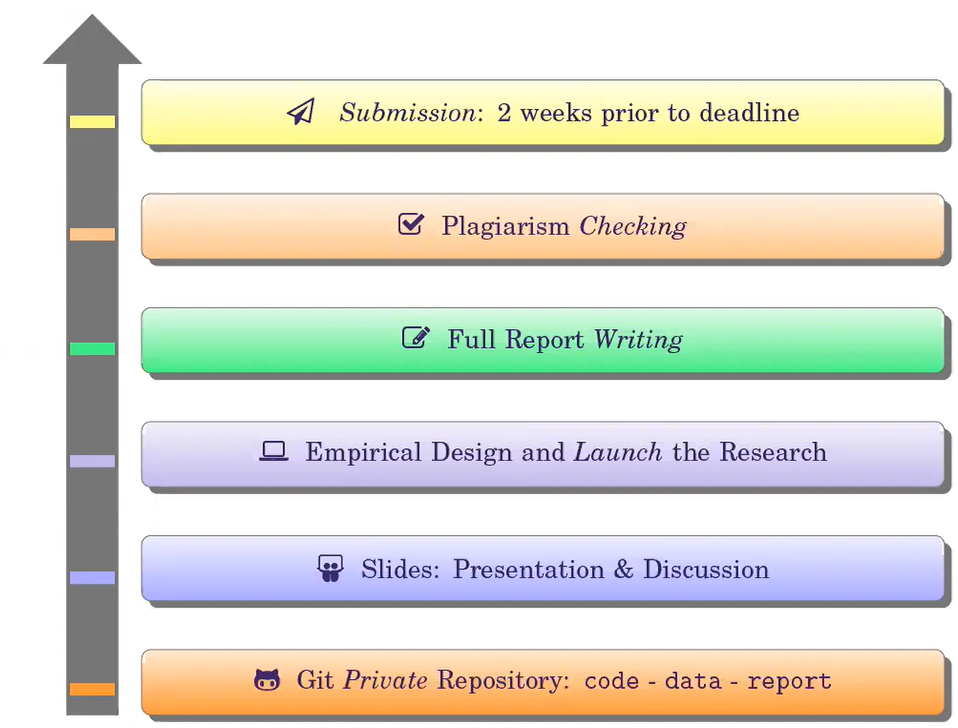 Submission: 2 weeks prior to deadline
Plagiarism Checking
Full Report Writing
Empirical Design and Launch the Research
Slides: Presentation & Discussion
Git Private Repository: code - data - report